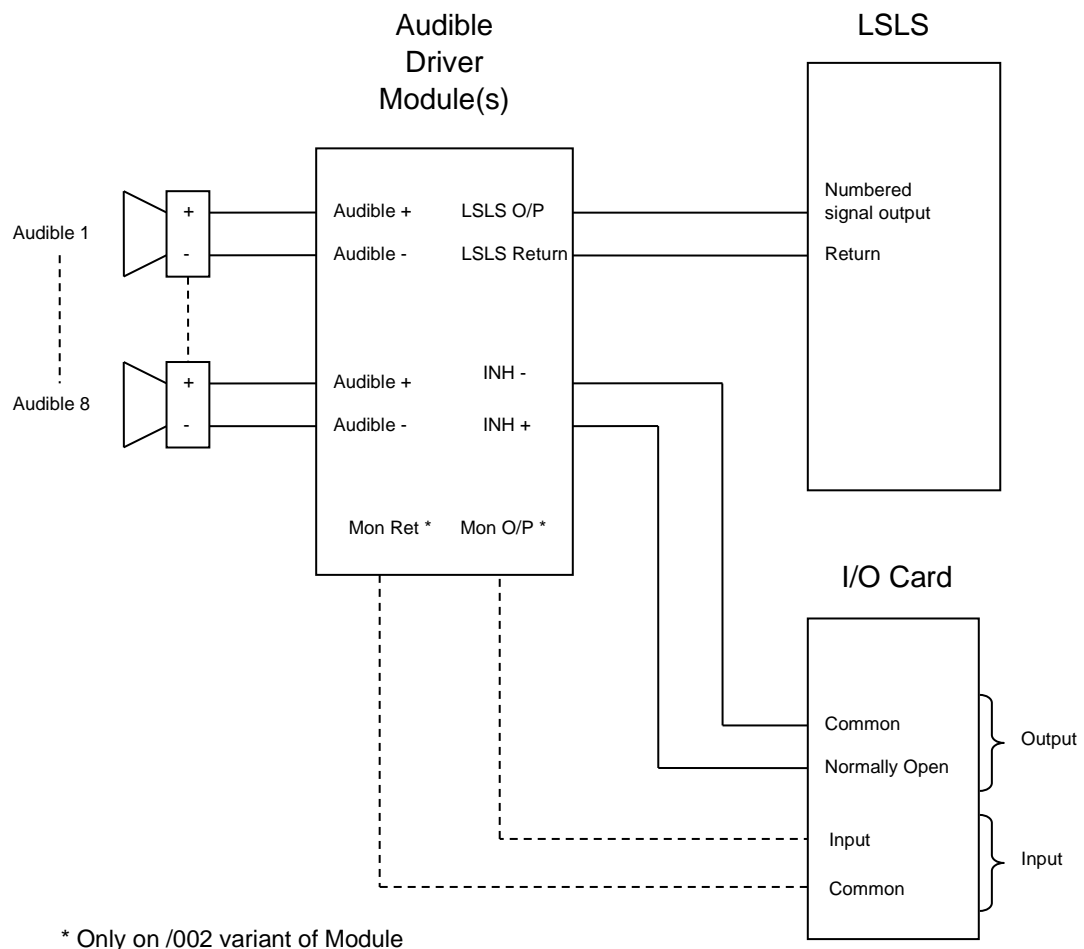 Audible
Driver
Module(s)
LSLS
Audible 1
+
-
Audible +
Audible -
LSLS O/P
LSLS Return
Numbered
signal output
Return
Audible 8
+
-
Audible +
Audible -
INH -
INH +
Mon Ret *
Mon O/P *
I/O Card
Common
Normally Open
Output
Input
Common
Input
* Only on /002 variant of Module